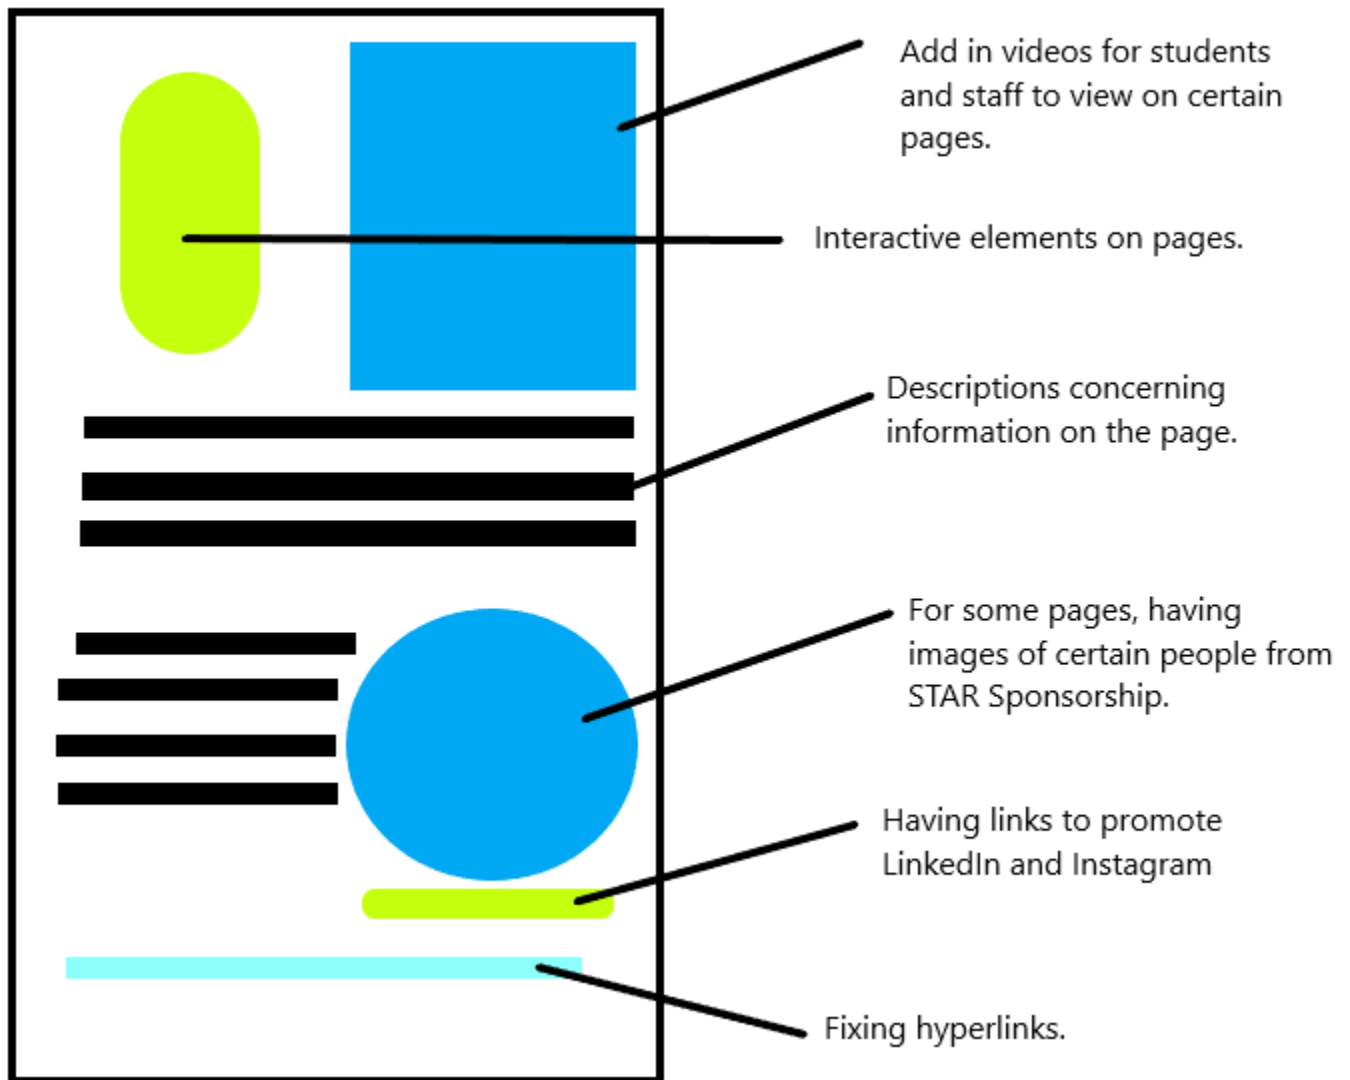 Add in videos for students
and staff to view on certain
pages.
Interactive elements on pages.
Descriptions concerning
information on the page.
For some pages, having
images of certain people from
STAR Sponsorship.
Having links to promote
LinkedIn and Instagram
Fixing hyperlinks.